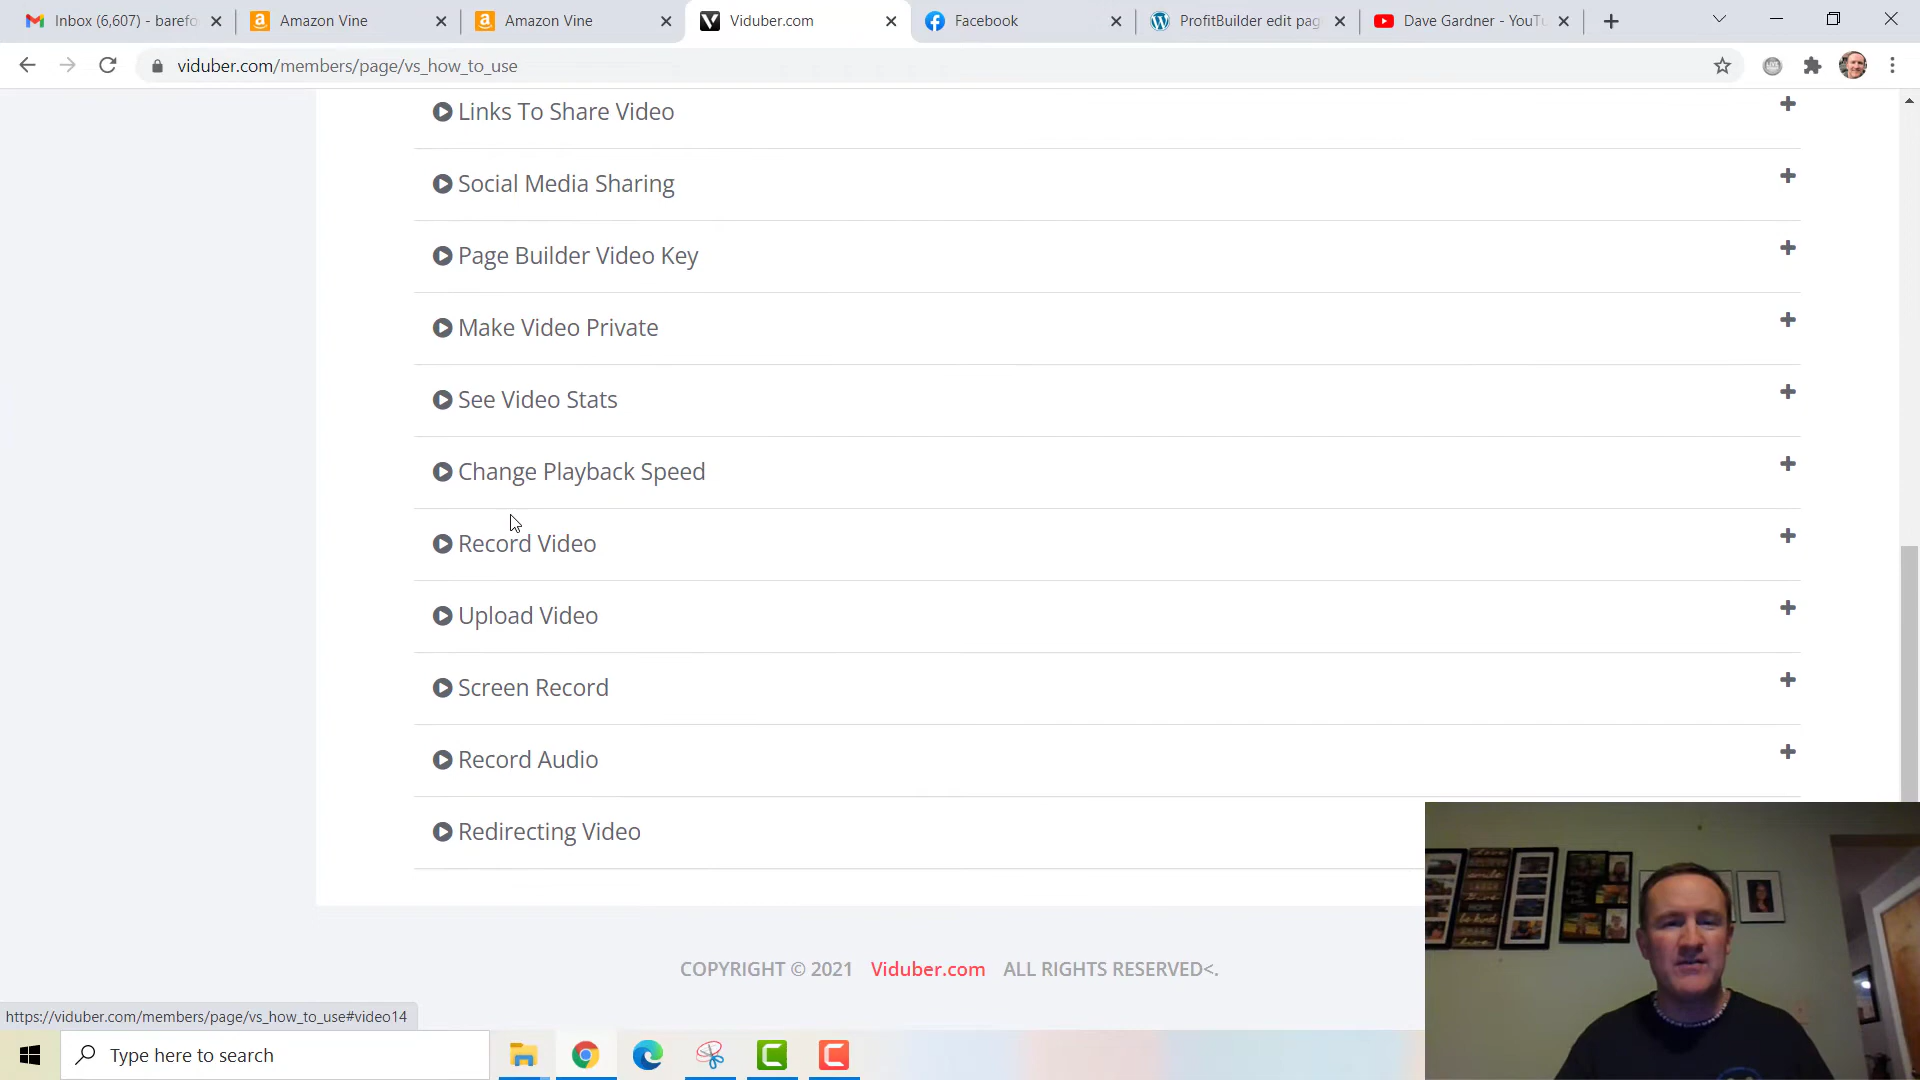 Inbox (6,607) - barefo
Amazon Vine
Amazon Vine
Viduber.com
Facebook
ProfitBuilder edit pag
Dave Gardner - YouTu
viduber.com/members/page/vs_how_to_use
Links To Share Video
Social Media Sharing
Page Builder Video Key
Make Video Private
See Video Stats
Change Playback Speed
Record Video
Upload Video
Screen Record
Record Audio
Redirecting Video
COPYRIGHT © 2021 Viduber.com ALL RIGHTS RESERVED<.
https://viduber.com/members/page/vs_how_to_use#video14
Type here to search